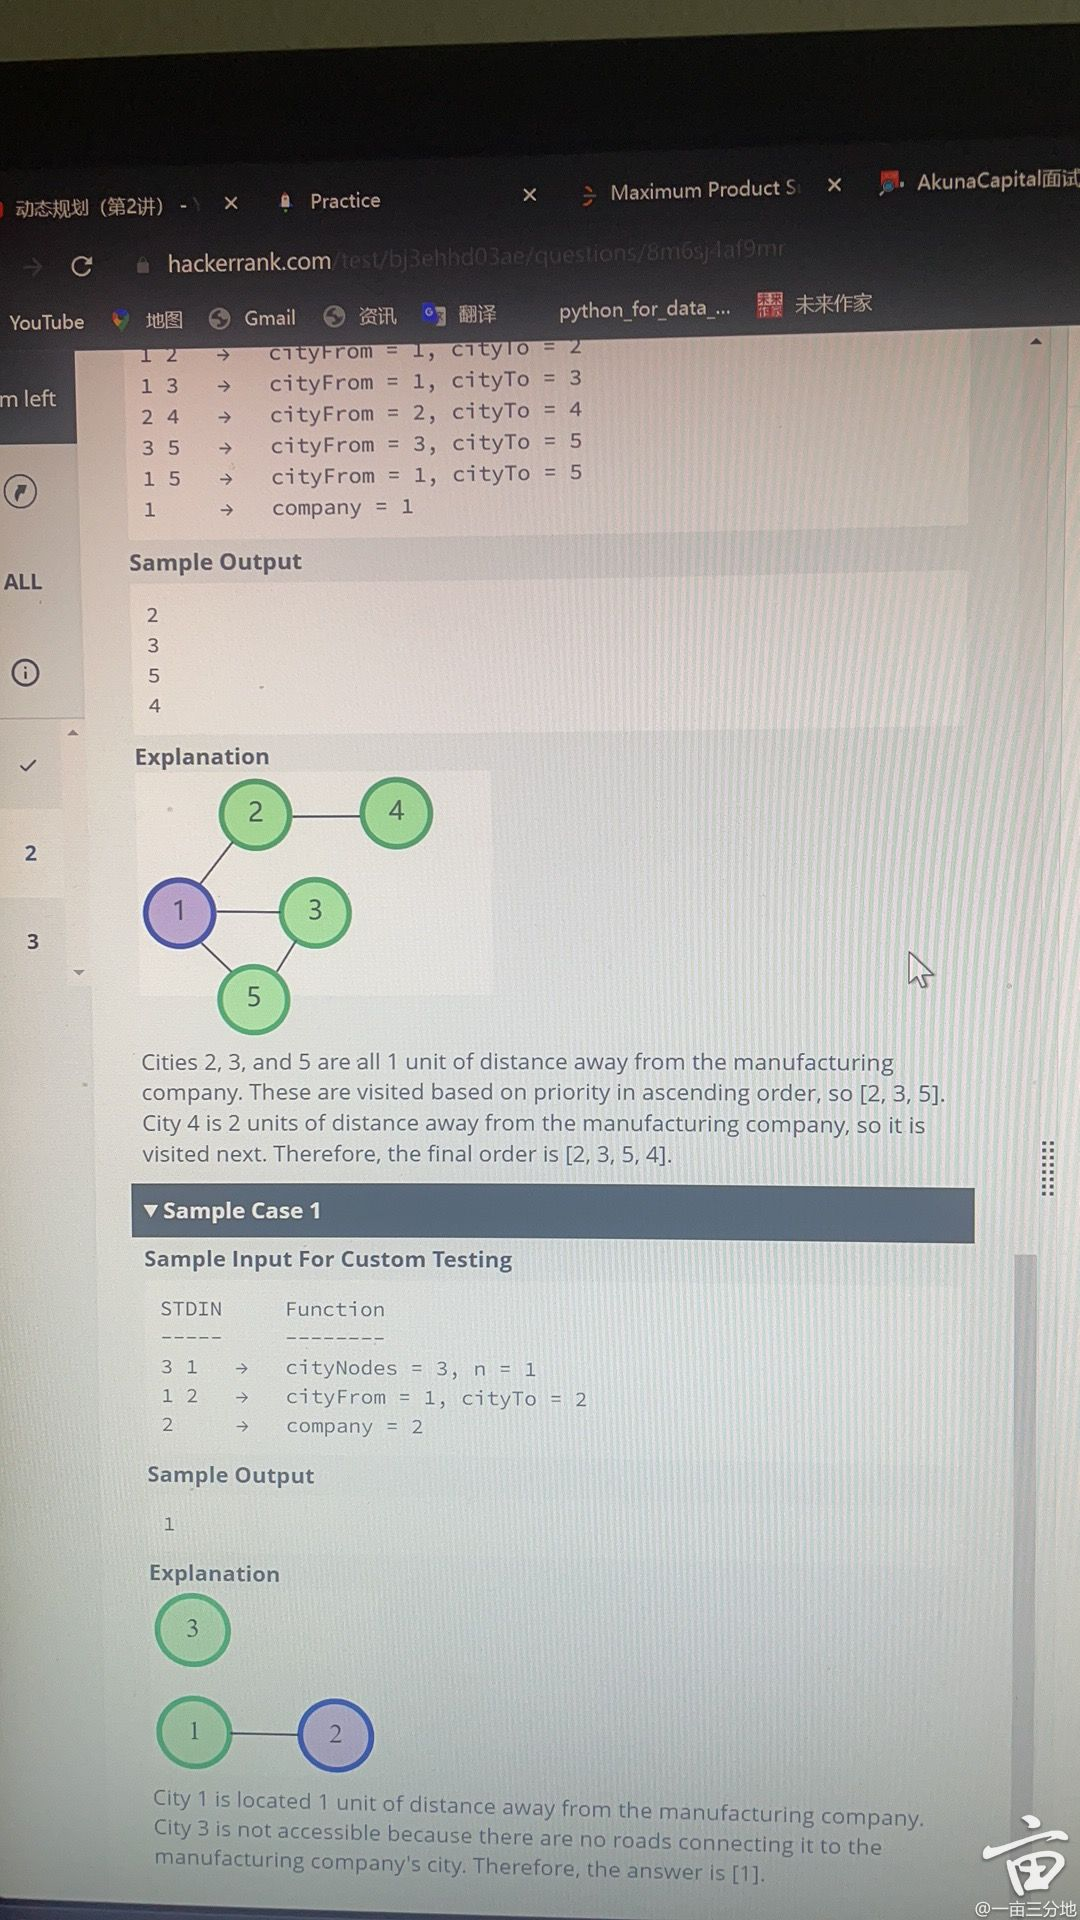 动态规划（第2讲） -
Practice
Maximum Product S
AkunaCapital面试
hackerrank.com/test/bj3ehhd03ae/questions/8m6sj4af9mr
YouTube
地图
Gmail
资讯
翻译
python_for_data_...
未来作家
m left
1 2 → cityFrom = 1, cityTo = 2
1 3 → cityFrom = 1, cityTo = 3
2 4 → cityFrom = 2, cityTo = 4
3 5 → cityFrom = 3, cityTo = 5
1 5 → cityFrom = 1, cityTo = 5
1 → company = 1
Sample Output
ALL
2
3
5
4
Explanation
2
4
2
1
3
3
5
Cities 2, 3, and 5 are all 1 unit of distance away from the manufacturing
company. These are visited based on priority in ascending order, so [2, 3, 5].
City 4 is 2 units of distance away from the manufacturing company, so it is
visited next. Therefore, the final order is [2, 3, 5, 4].
▼ Sample Case 1
Sample Input For Custom Testing
STDIN Function
----- --------
3 1 → cityNodes = 3, n = 1
1 2 → cityFrom = 1, cityTo = 2
2 → company = 2
Sample Output
1
Explanation
3
1
2
City 1 is located 1 unit of distance away from the manufacturing company.
City 3 is not accessible because there are no roads connecting it to the
manufacturing company's city. Therefore, the answer is [1].
亩
@一亩三分地